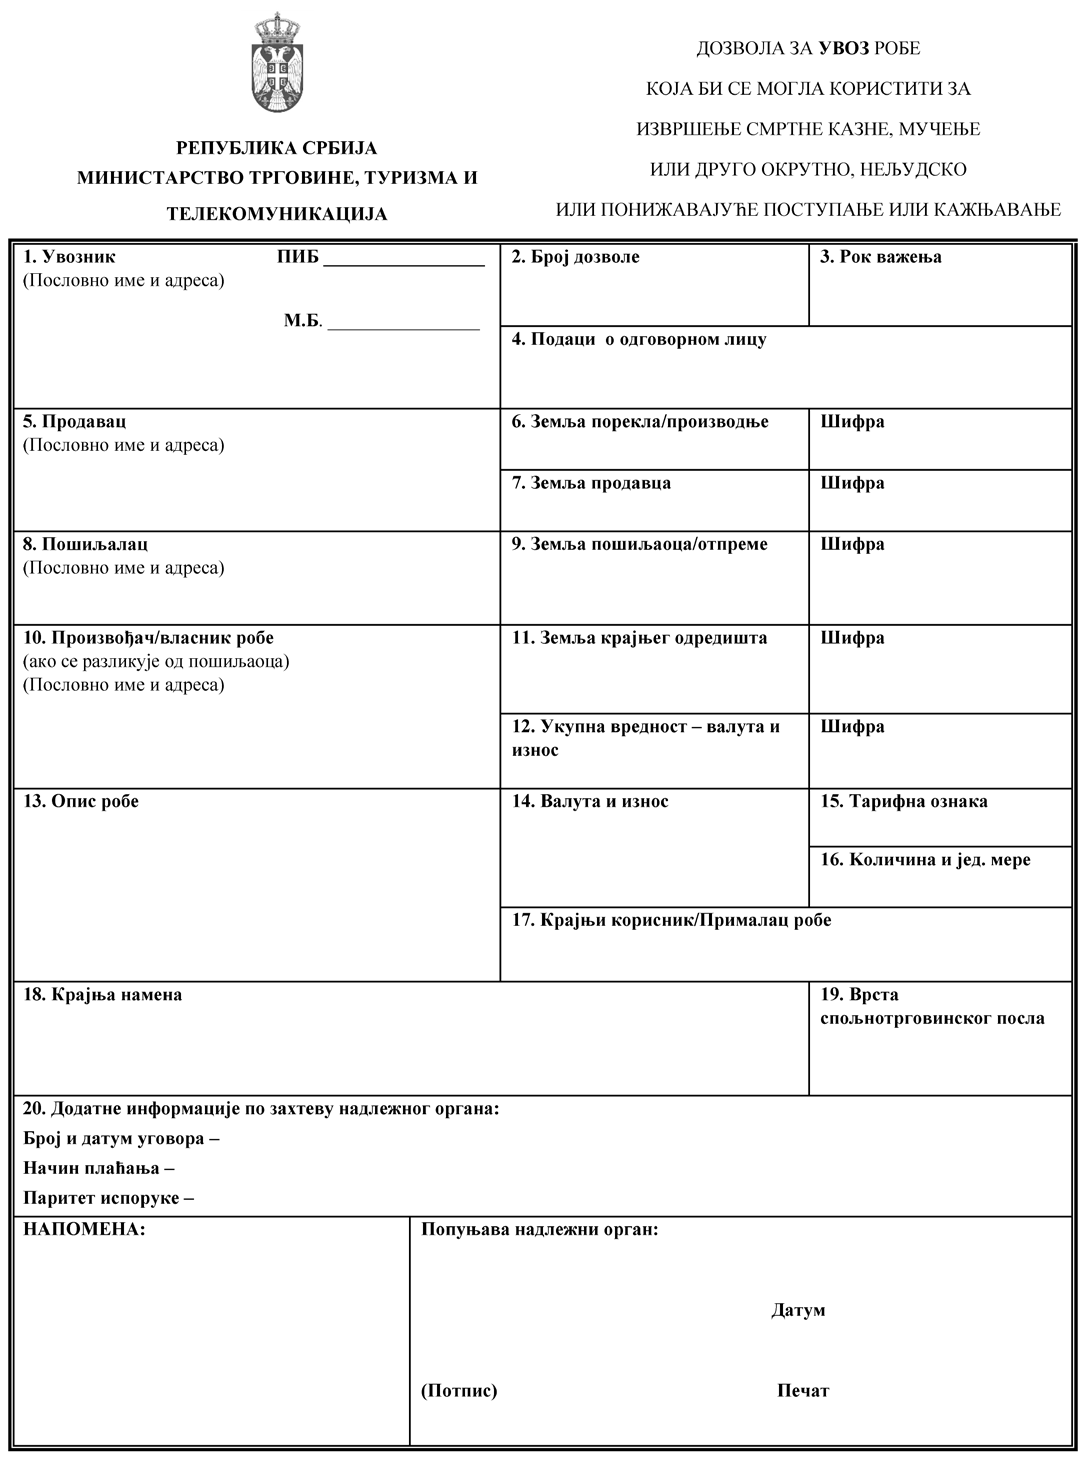 РЕПУБЛИКА СРБИЈА
МИНИСТАРСТВО ТРГОВИНЕ, ТУРИЗМА И
ТЕЛЕКОМУНИКАЦИЈА
ДОЗВОЛА ЗА УВОЗ РОБЕ
КОЈА БИ СЕ МОГЛА КОРИСТИТИ ЗА
ИЗВРШЕЊЕ СМРТНЕ КАЗНЕ, МУЧЕЊЕ
ИЛИ ДРУГО ОКРУТНО, НЕЉУДСКО
ИЛИ ПОНИЖАВАЈУЋЕ ПОСТУПАЊЕ ИЛИ КАЖЊАВАЊЕ
1. Увозник ПИБ _________________
(Пословно име и адреса)
М.Б. ________________
2. Број дозволе
3. Рок важења
4. Подаци о одговорном лицу
5. Продавац
(Пословно име и адреса)
6. Земља порекла/производње
Шифра
7. Земља продавца
Шифра
8. Пошиљалац
(Пословно име и адреса)
9. Земља пошиљаоца/отпреме
Шифра
10. Произвођач/власник робе
(ако се разликује од пошиљаоца)
(Пословно име и адреса)
11. Земља крајњег одредишта
Шифра
12. Укупна вредност – валута и
износ
Шифра
13. Опис робе
14. Валута и износ
15. Тарифна ознака
16. Количина и јед. мере
17. Крајњи корисник/Прималац робе
18. Крајња намена
19. Врста
спољнотрговинског посла
20. Додатне информације по захтеву надлежног органа:
Број и датум уговора –
Начин плаћања –
Паритет испоруке –
НАПОМЕНА:
Попуњава надлежни орган:
Датум
(Потпис) Печат